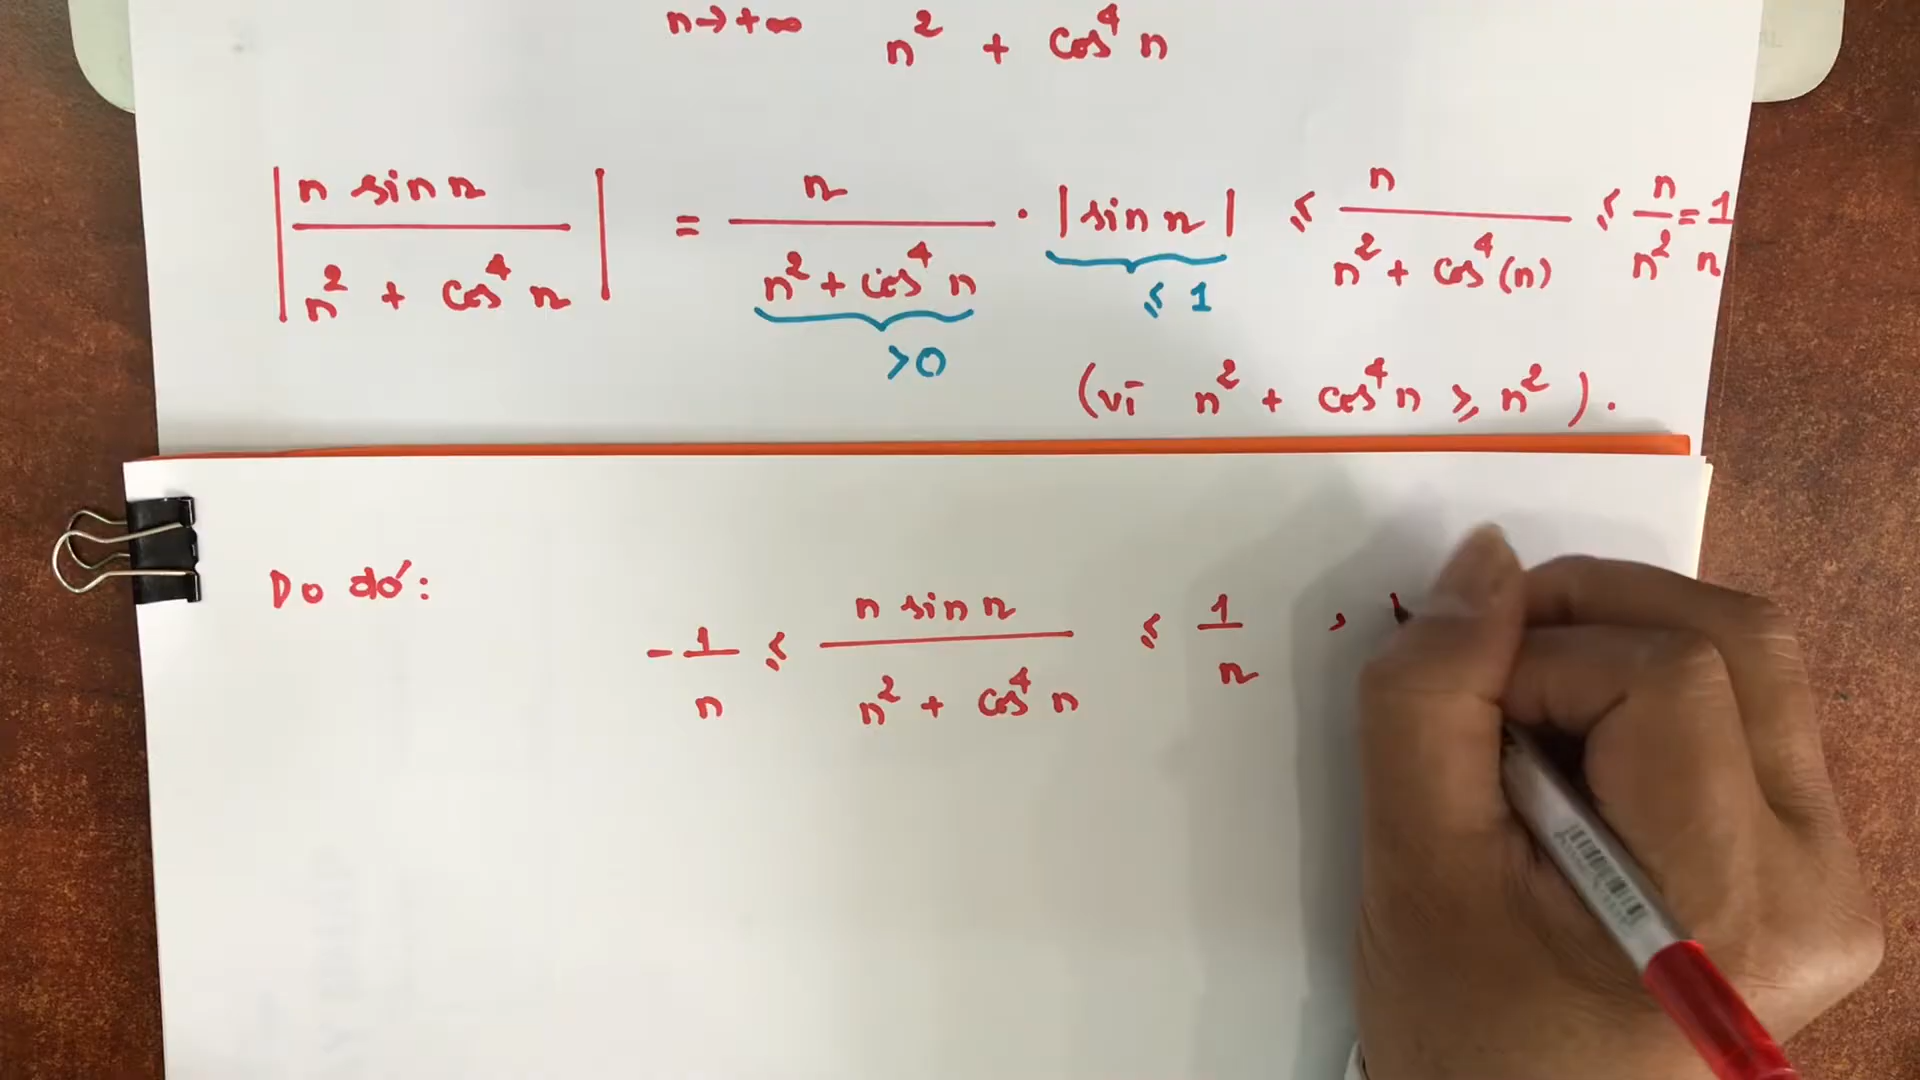 n→+∞ n² + cos⁴ n
| n sin n / n² + cos⁴ n | = n / n² + cos⁴ n · |sin n| ⩽ n / n² + cos⁴(n) ⩽ n / n² = 1 / n
>0 ⩽ 1
(vì n² + cos⁴ n ⩾ n²).
Do đó:
- 1 / n ⩽ n sin n / n² + cos⁴ n ⩽ 1 / n ,